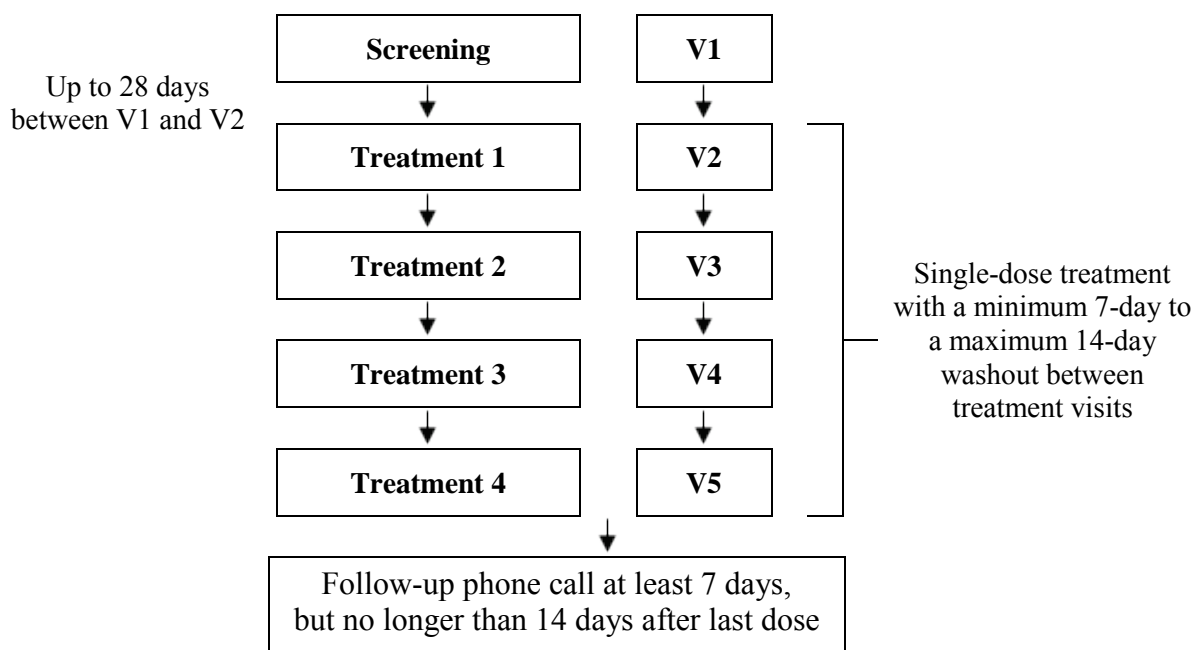 Screening
V1
Up to 28 days
between V1 and V2
Treatment 1
V2
Treatment 2
V3
Single-dose treatment
with a minimum 7-day to
a maximum 14-day
washout between
treatment visits
Treatment 3
V4
Treatment 4
V5
Follow-up phone call at least 7 days,
but no longer than 14 days after last dose